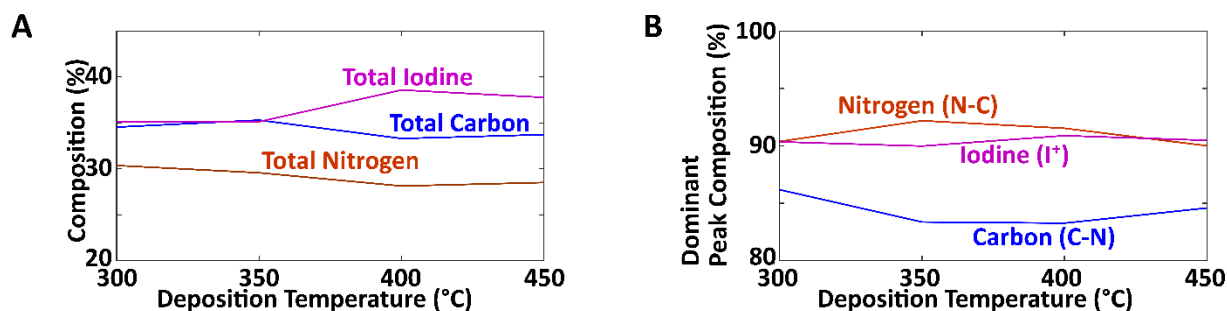 A
Composition (%)
40
30
20
Total Iodine
Total Carbon
Total Nitrogen
300 350 400 450
Deposition Temperature (°C)
B
Dominant
Peak Composition (%)
100
90
80
Nitrogen (N-C)
Iodine (I⁺)
Carbon (C-N)
300 350 400 450
Deposition Temperature (°C)